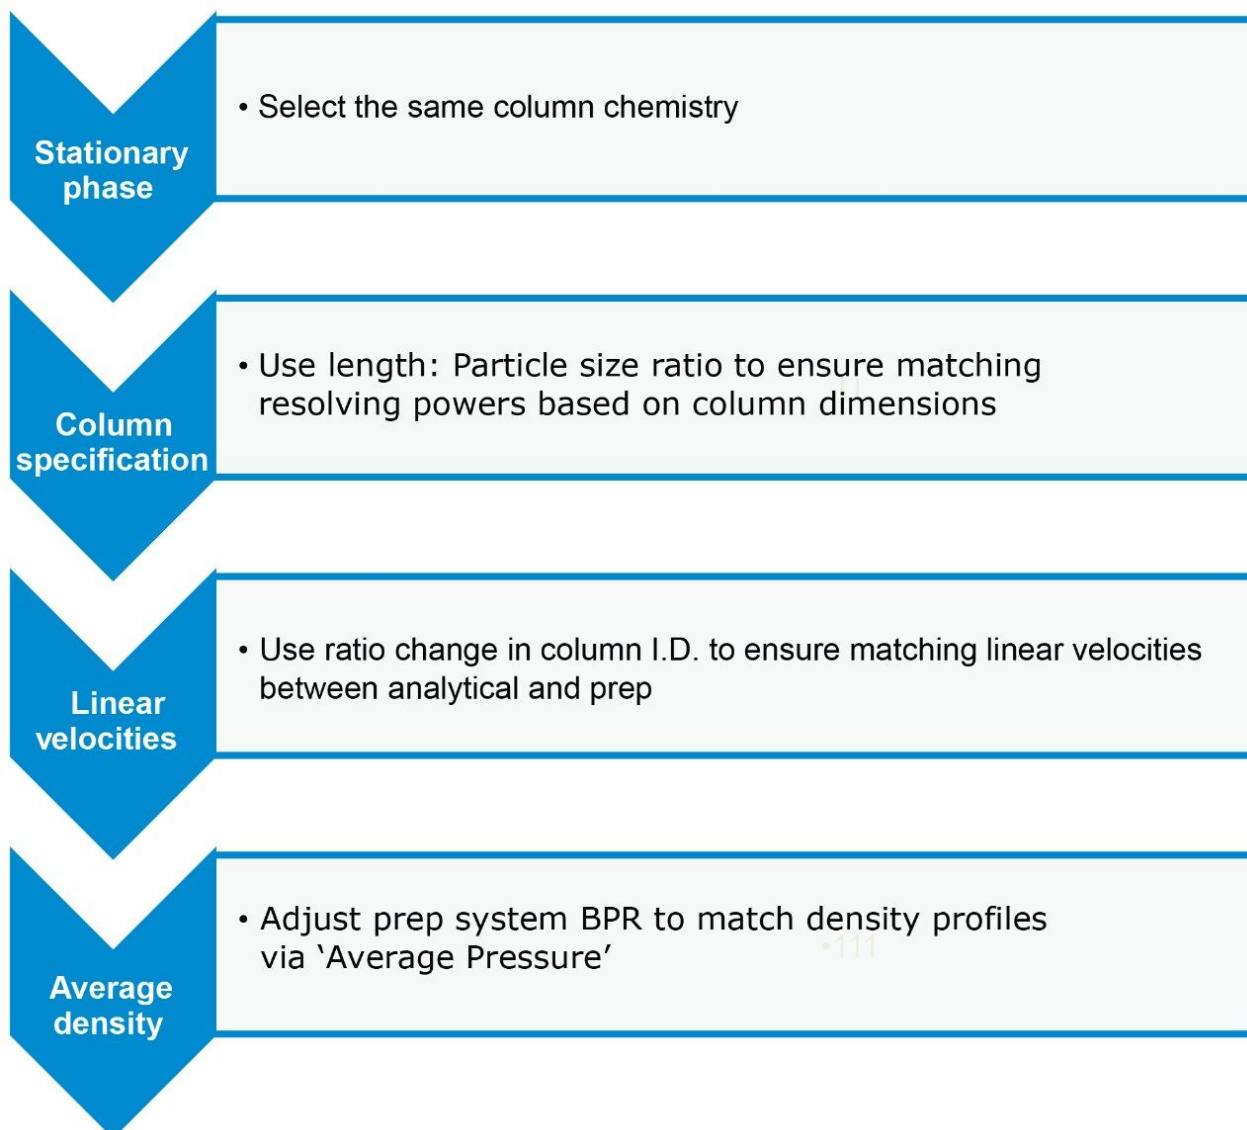 Stationary
phase
• Select the same column chemistry
Column
specification
• Use length: Particle size ratio to ensure matching
resolving powers based on column dimensions
Linear
velocities
• Use ratio change in column I.D. to ensure matching linear velocities
between analytical and prep
Average
density
• Adjust prep system BPR to match density profiles
via ‘Average Pressure’
•111